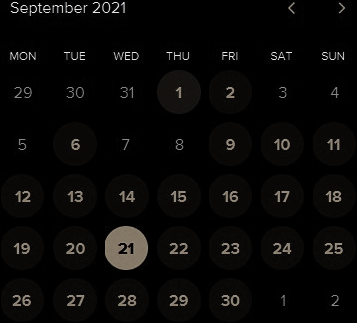 September 2021 < >
MON TUE WED THU FRI SAT SUN
29 30 31 1 2 3 4
5 6 7 8 9 10 11
12 13 14 15 16 17 18
19 20 21 22 23 24 25
26 27 28 29 30 1 2